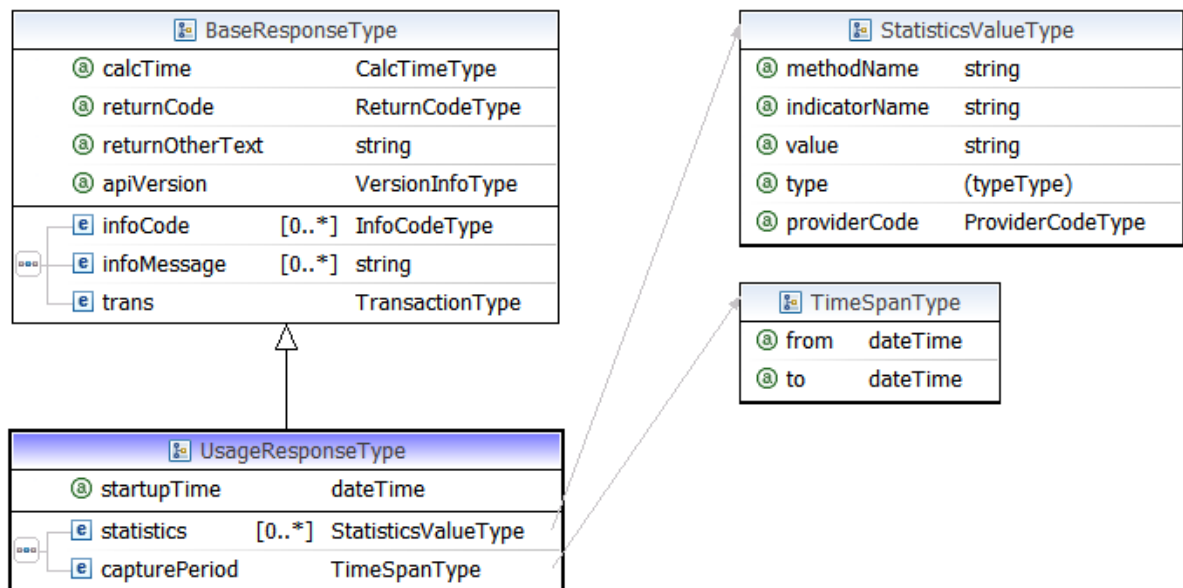 BaseResponseType
a calcTime CalcTimeType
a returnCode ReturnCodeType
a returnOtherText string
a apiVersion VersionInfoType
e infoCode [0..*] InfoCodeType
e infoMessage [0..*] string
e trans TransactionType
UsageResponseType
a startupTime dateTime
e statistics [0..*] StatisticsValueType
e capturePeriod TimeSpanType
StatisticsValueType
a methodName string
a indicatorName string
a value string
a type (typeType)
a providerCode ProviderCodeType
TimeSpanType
a from dateTime
a to dateTime